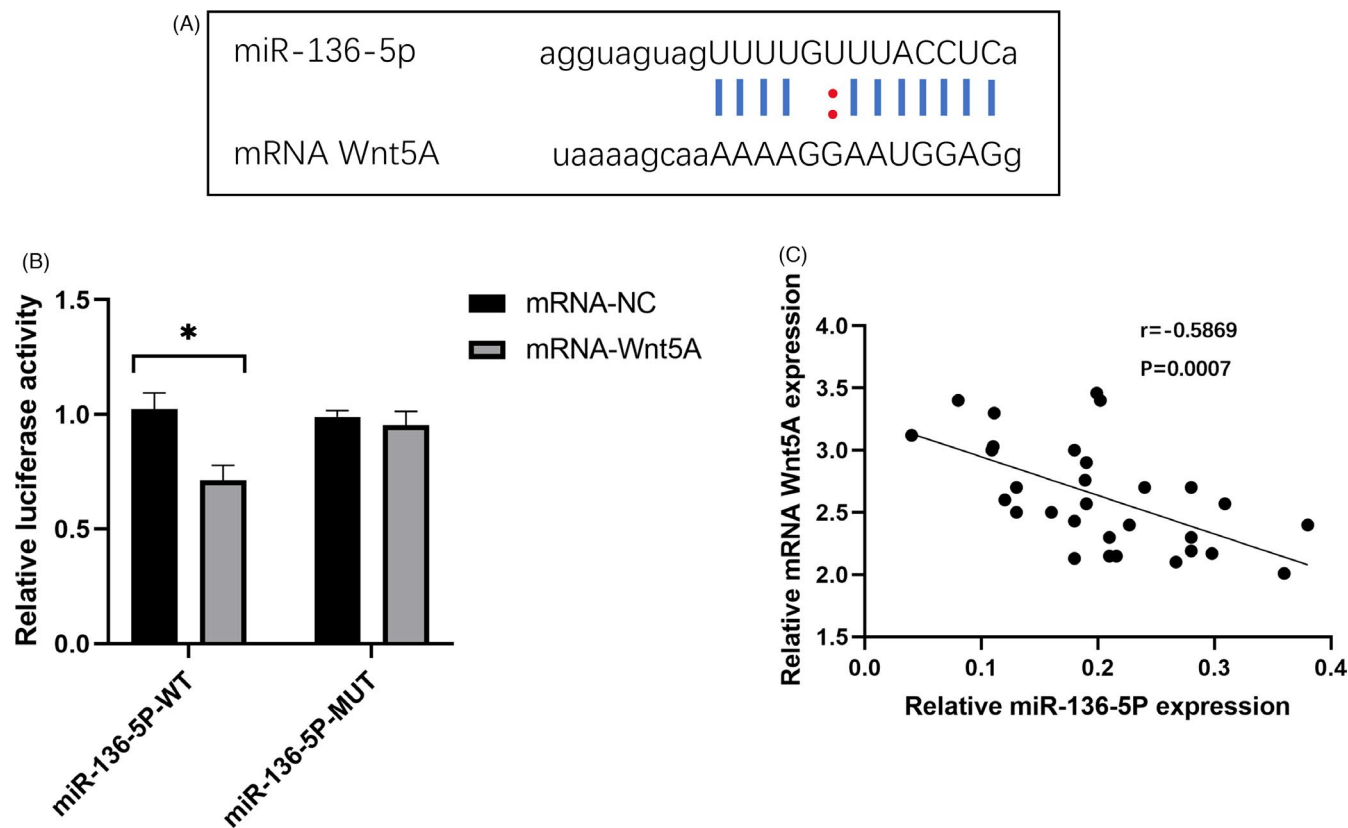 (A)
miR-136-5p agguaguagUUUUGUUUACCUCa
mRNA Wnt5A uaaaagcaaAAAAGGAAUGGAGg
(B)
Relative luciferase activity
1.5
1.0
0.5
0.0
*
mRNA-NC
mRNA-Wnt5A
miR-136-5P-WT
miR-136-5P-MUT
(C)
Relative mRNA Wnt5A expression
4.0
3.5
3.0
2.5
2.0
1.5
r=-0.5869
P=0.0007
0.0 0.1 0.2 0.3 0.4
Relative miR-136-5P expression